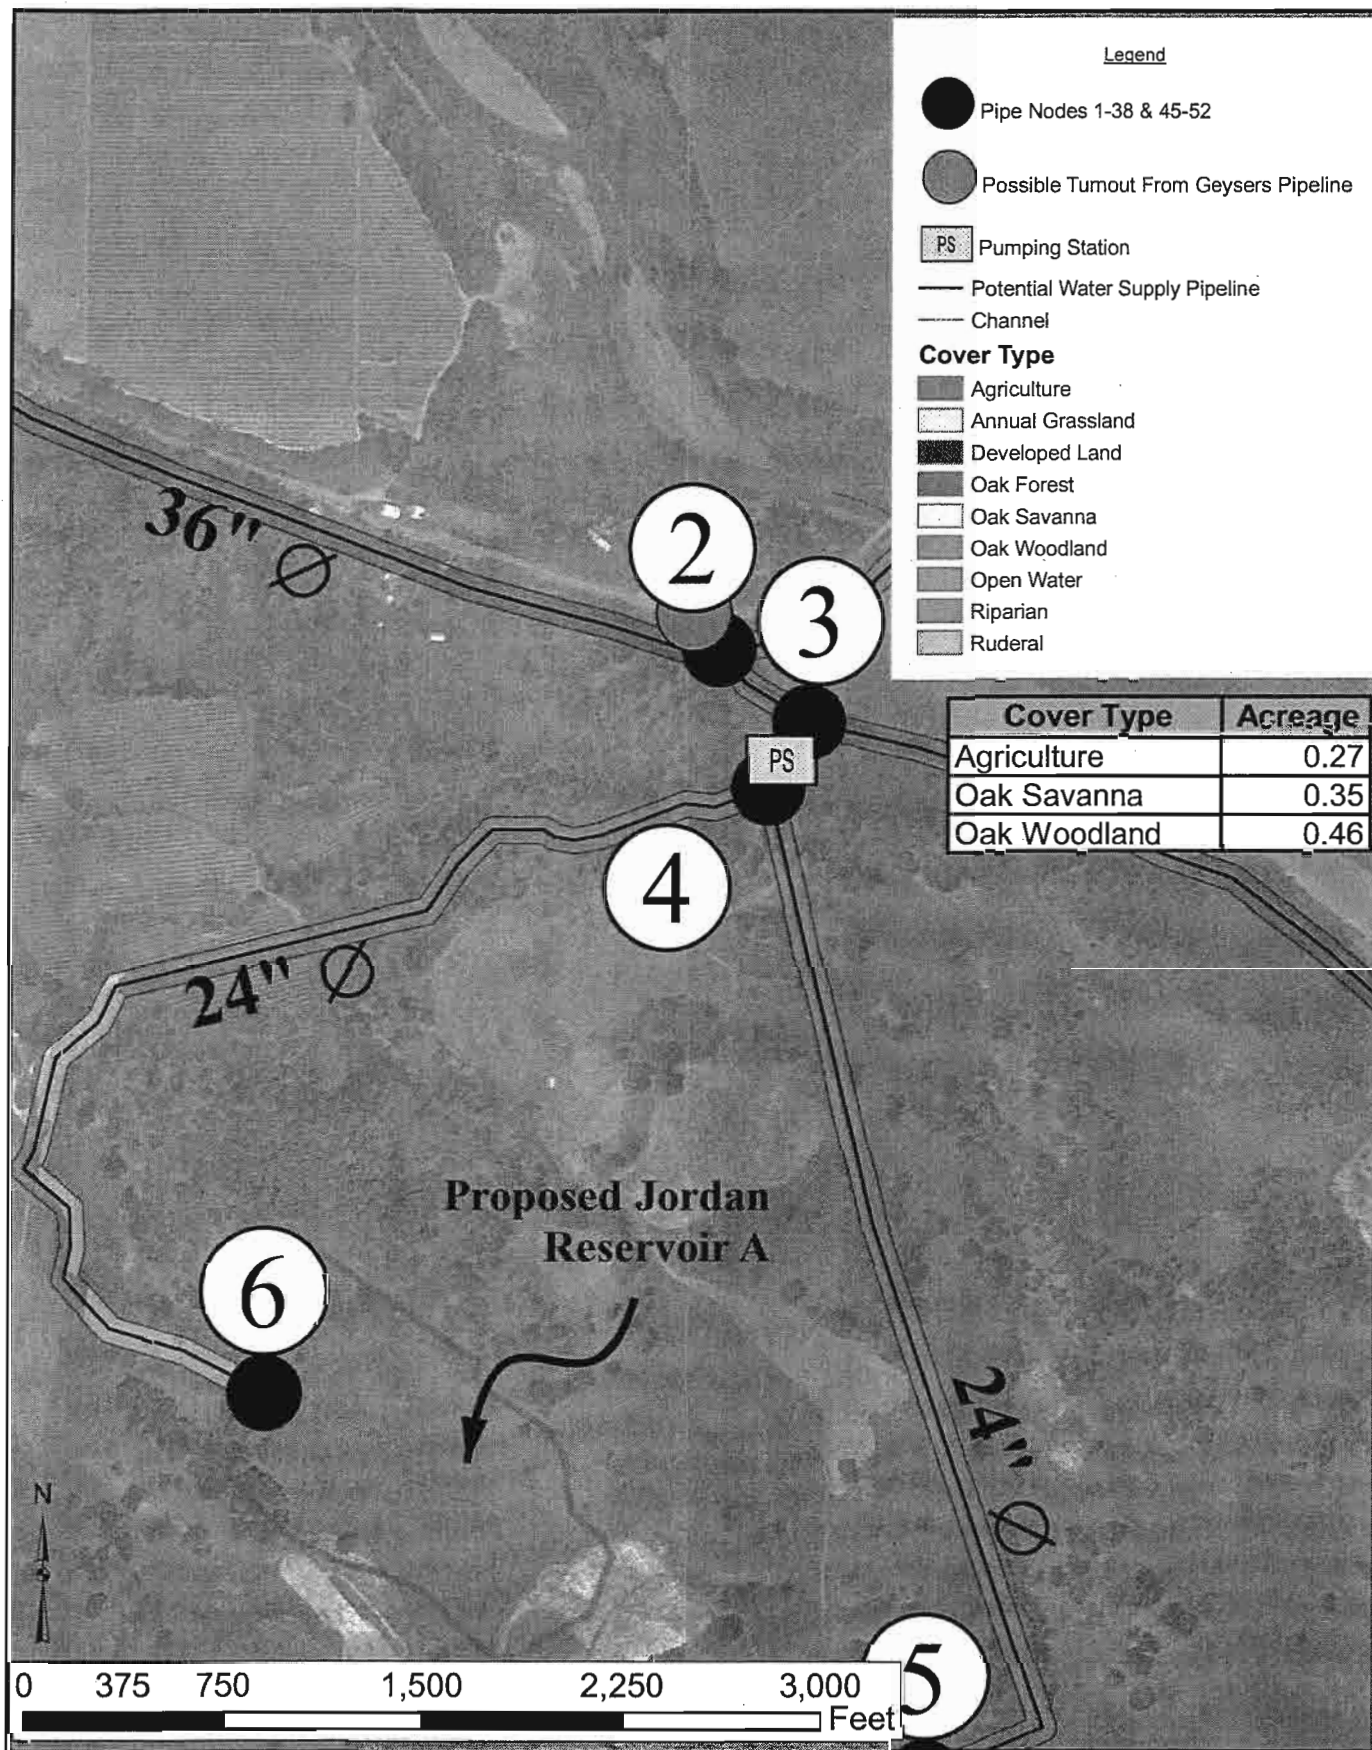 Legend
Pipe Nodes 1-38 & 45-52
Possible Turnout From Geysers Pipeline
PS Pumping Station
Potential Water Supply Pipeline
Channel
Cover Type
Agriculture
Annual Grassland
Developed Land
Oak Forest
Oak Savanna
Oak Woodland
Open Water
Riparian
Ruderal
36" Ø
2
3
Cover Type Acreage
Agriculture 0.27
Oak Savanna 0.35
Oak Woodland 0.46
PS
4
24" Ø
Proposed Jordan
Reservoir A
6
24" Ø
N
5
0 375 750 1,500 2,250 3,000
Feet